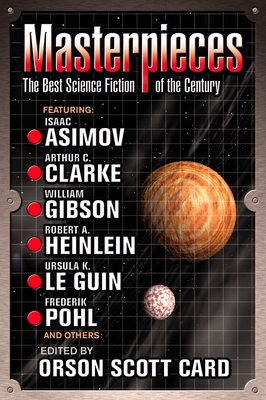 Masterpieces
The Best Science Fiction of the Century
FEATURING:
ISAAC
ASIMOV
ARTHUR C.
CLARKE
WILLIAM
GIBSON
ROBERT A.
HEINLEIN
URSULA K.
LE GUIN
FREDERIK
POHL
AND OTHERS
EDITED BY
ORSON SCOTT CARD